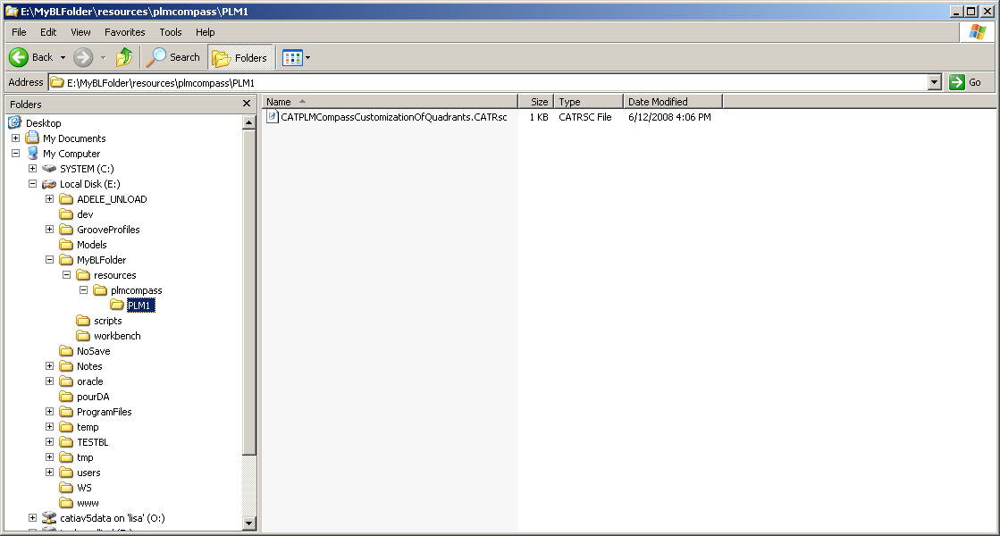 E:\MyBLFolder\resources\plmcompass\PLM1
File Edit View Favorites Tools Help
Back Search Folders
Address E:\MyBLFolder\resources\plmcompass\PLM1 Go
Folders
Name Size Type Date Modified
CATPLMCompassCustomizationOfQuadrants.CATRsc 1 KB CATRSC File 6/12/2008 4:06 PM
Desktop
My Documents
My Computer
SYSTEM (C:)
Local Disk (E:)
ADELE_UNLOAD
dev
GrooveProfiles
Models
MyBLFolder
resources
plmcompass
PLM1
scripts
workbench
NoSave
Notes
oracle
pourDA
ProgramFiles
temp
TESTBL
tmp
users
WS
www
catiav5data on 'lisa' (O:)